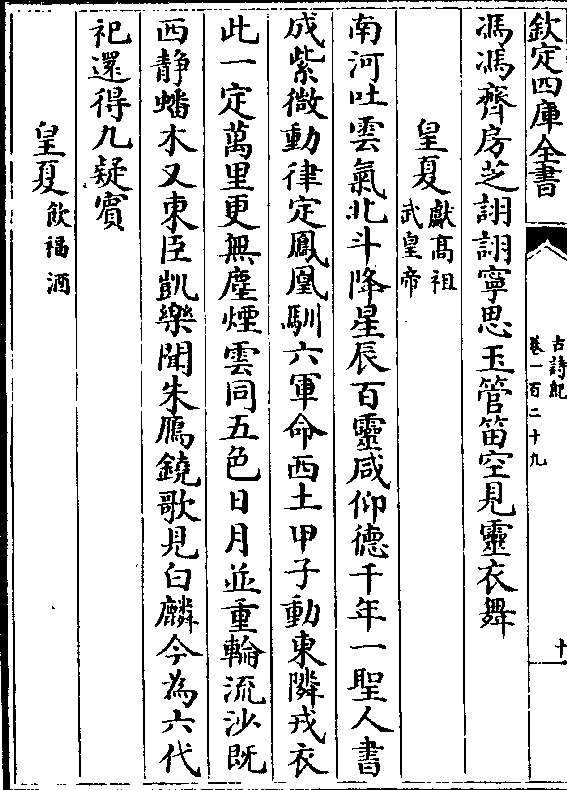 欽定四庫全書
古詩紀
卷一百二十九
十
馮馮齊房芝詡詡寧思玉管笛空見靈衣舞
皇夏獻高祖武皇帝
南河吐雲氣北斗降星辰百靈咸仰德千年一聖人書
成紫微動律定鳳凰馴六軍命西土甲子動東隣戎衣
此一定萬里更無塵煙雲同五色日月並重輪流沙既
西静蟠木又東臣凱樂聞朱鴈鐃歌見白麟今為六代
祀還得九疑賓
皇夏飲福酒